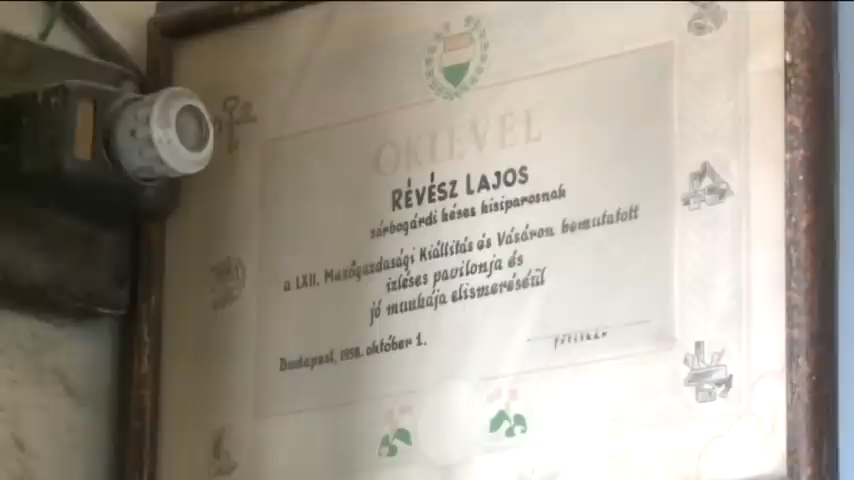 OKLEVÉL
RÉVÉSZ LAJOS
sárbogárdi késes kisiparosnak
a LXII. Mezőgazdasági Kiállítás és Vásáron bemutatott
ízléses pavilonja és
jó munkája elismeréséül
Budapest, 1958. október 1.
főtitkár